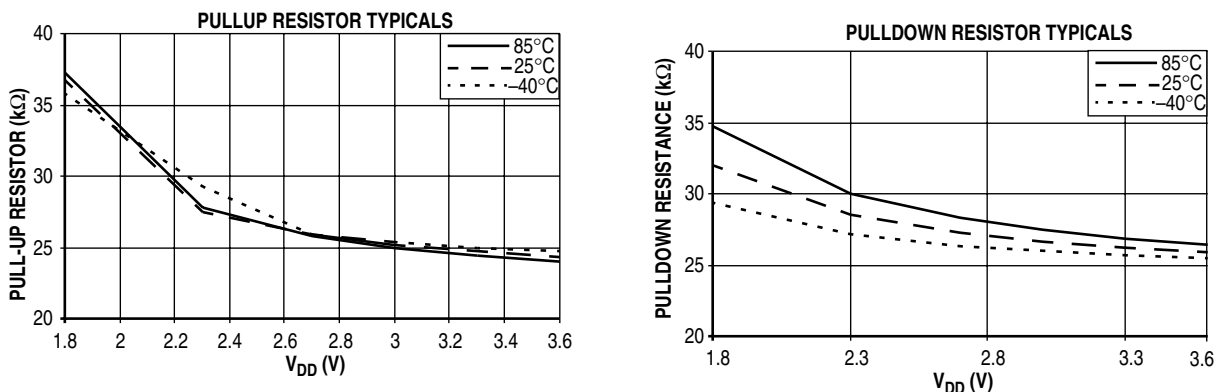 PULLUP RESISTOR TYPICALS
PULL-UP RESISTOR (kΩ)
40
35
30
25
20
85°C
25°C
–40°C
1.8 2 2.2 2.4 2.6 2.8 3 3.2 3.4 3.6
VDD (V)
PULLDOWN RESISTOR TYPICALS
PULLDOWN RESISTANCE (kΩ)
40
35
30
25
20
85°C
25°C
–40°C
1.8 2.3 2.8 3.3 3.6
VDD (V)